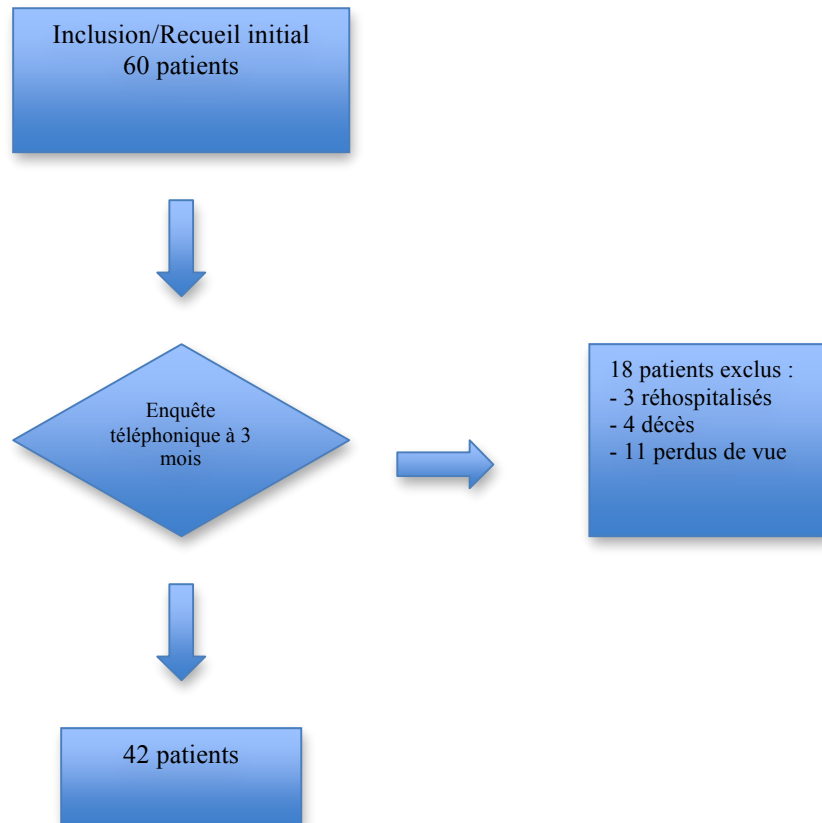 Inclusion/Recueil initial
60 patients
Enquête
téléphonique à 3
mois
18 patients exclus :
- 3 réhospitalisés
- 4 décès
- 11 perdus de vue
42 patients